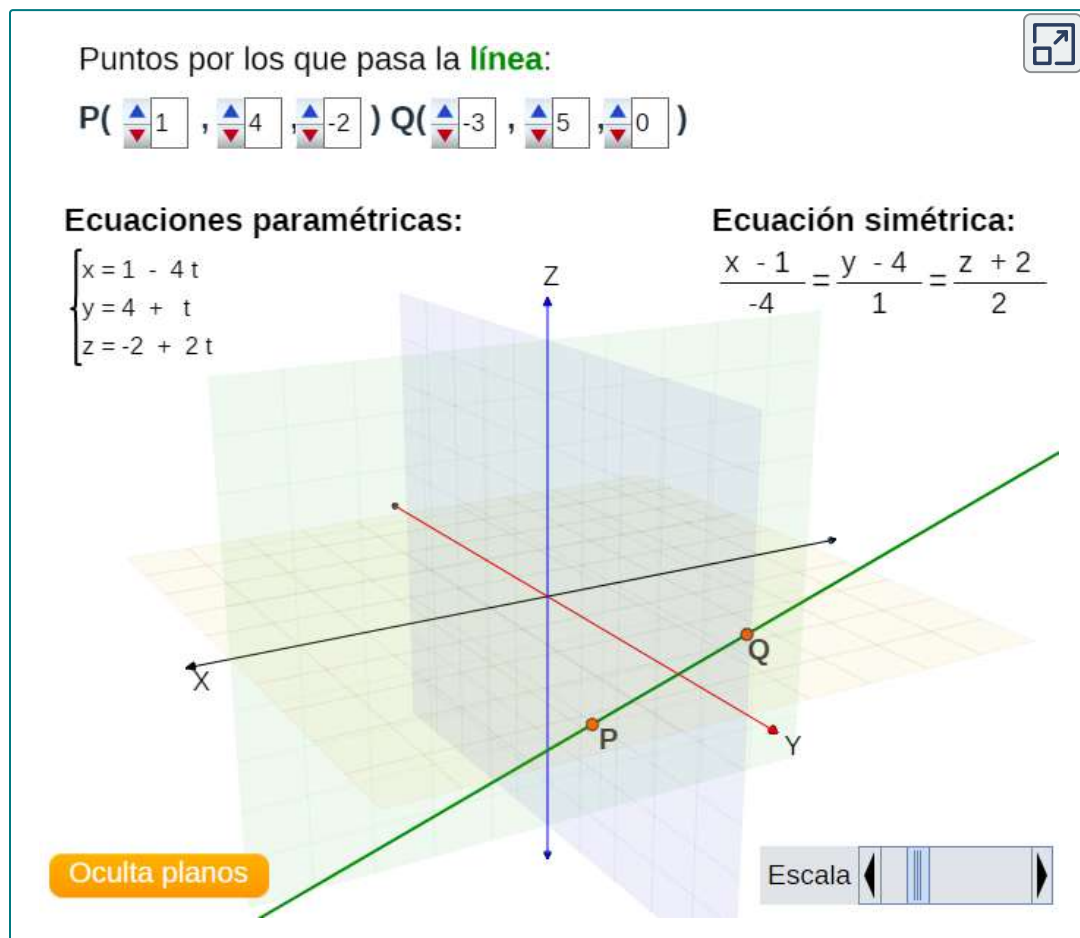 Puntos por los que pasa la línea:
P( 1 , 4 , -2 ) Q( -3 , 5 , 0 )
Ecuaciones paramétricas:
x = 1 - 4 t
y = 4 + t
z = -2 + 2 t
Ecuación simétrica:
x - 1 / -4 = y - 4 / 1 = z + 2 / 2
Z
X
Q
P
Y
Oculta planos
Escala